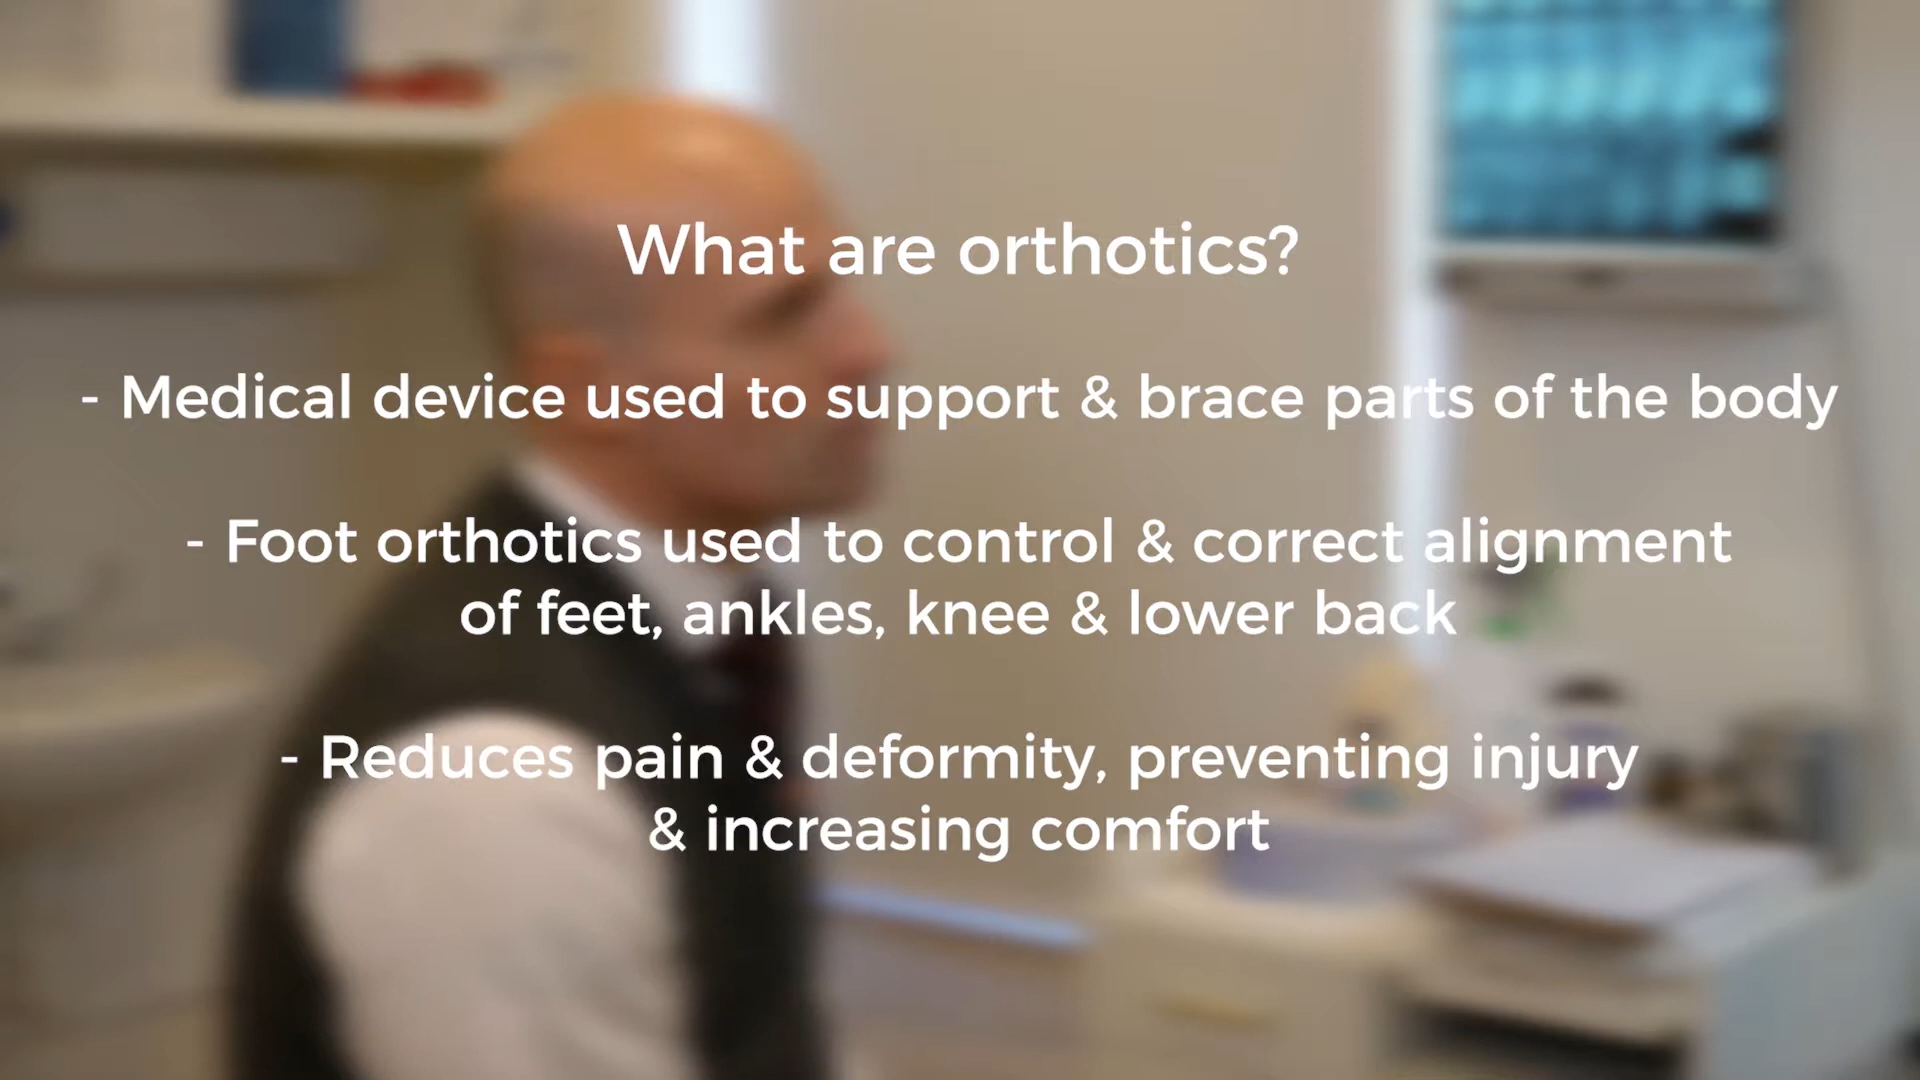 What are orthotics?
- Medical device used to support & brace parts of the body
- Foot orthotics used to control & correct alignment
of feet, ankles, knee & lower back
- Reduces pain & deformity, preventing injury
& increasing comfort